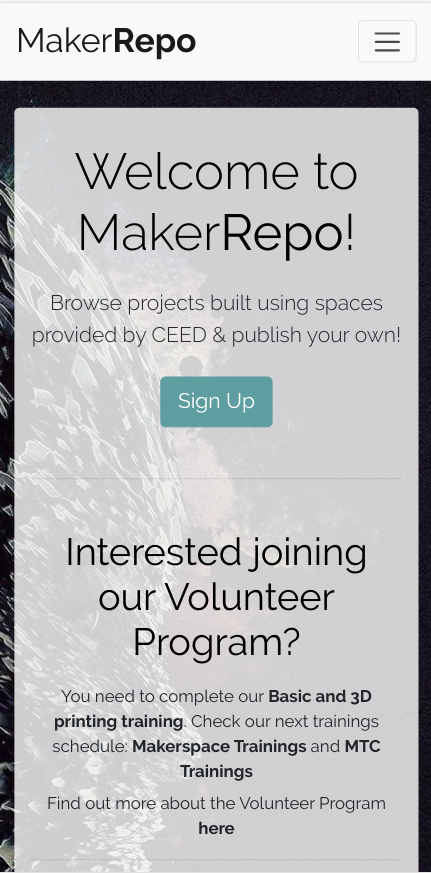 MakerRepo
Welcome to
MakerRepo!
Browse projects built using spaces
provided by CEED & publish your own!
Sign Up
Interested joining
our Volunteer
Program?
You need to complete our Basic and 3D
printing training. Check our next trainings
schedule: Makerspace Trainings and MTC
Trainings
Find out more about the Volunteer Program
here